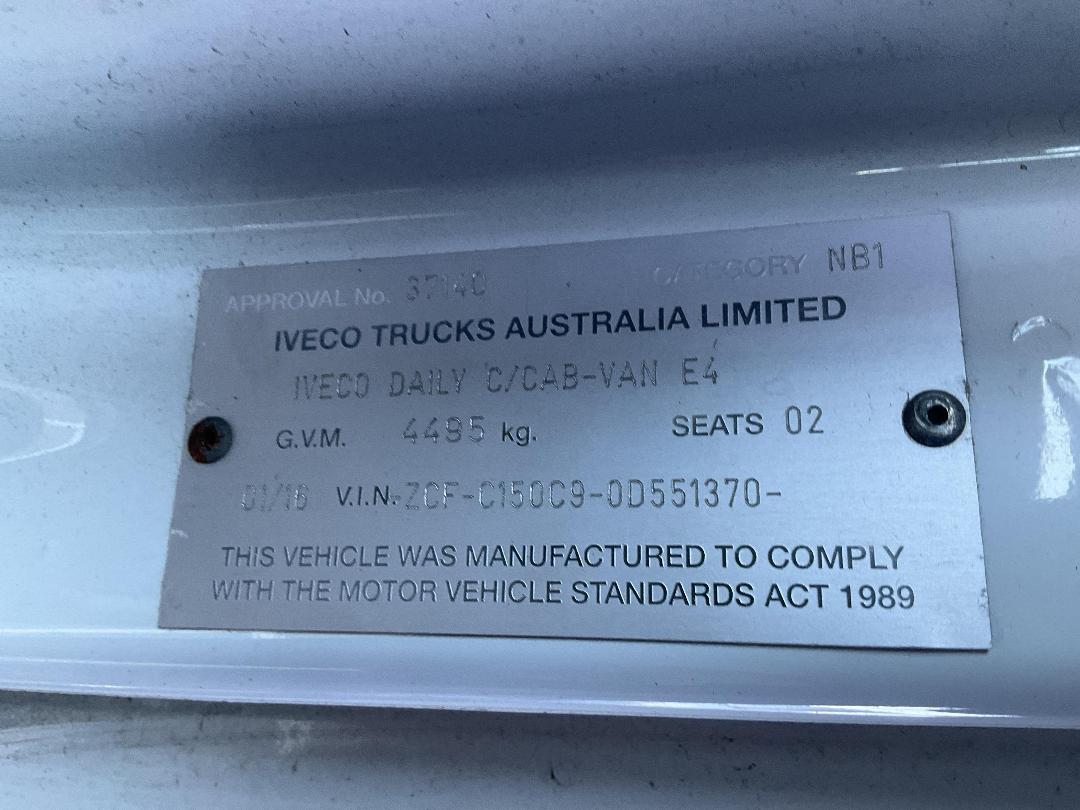 APPROVAL No. 37140 CATEGORY NB1
IVECO TRUCKS AUSTRALIA LIMITED
IVECO DAILY C/CAB-VAN E4
G.V.M. 4495 kg. SEATS 02
01/16 V.I.N.-ZCF-C150C9-0D551370-
THIS VEHICLE WAS MANUFACTURED TO COMPLY
WITH THE MOTOR VEHICLE STANDARDS ACT 1989